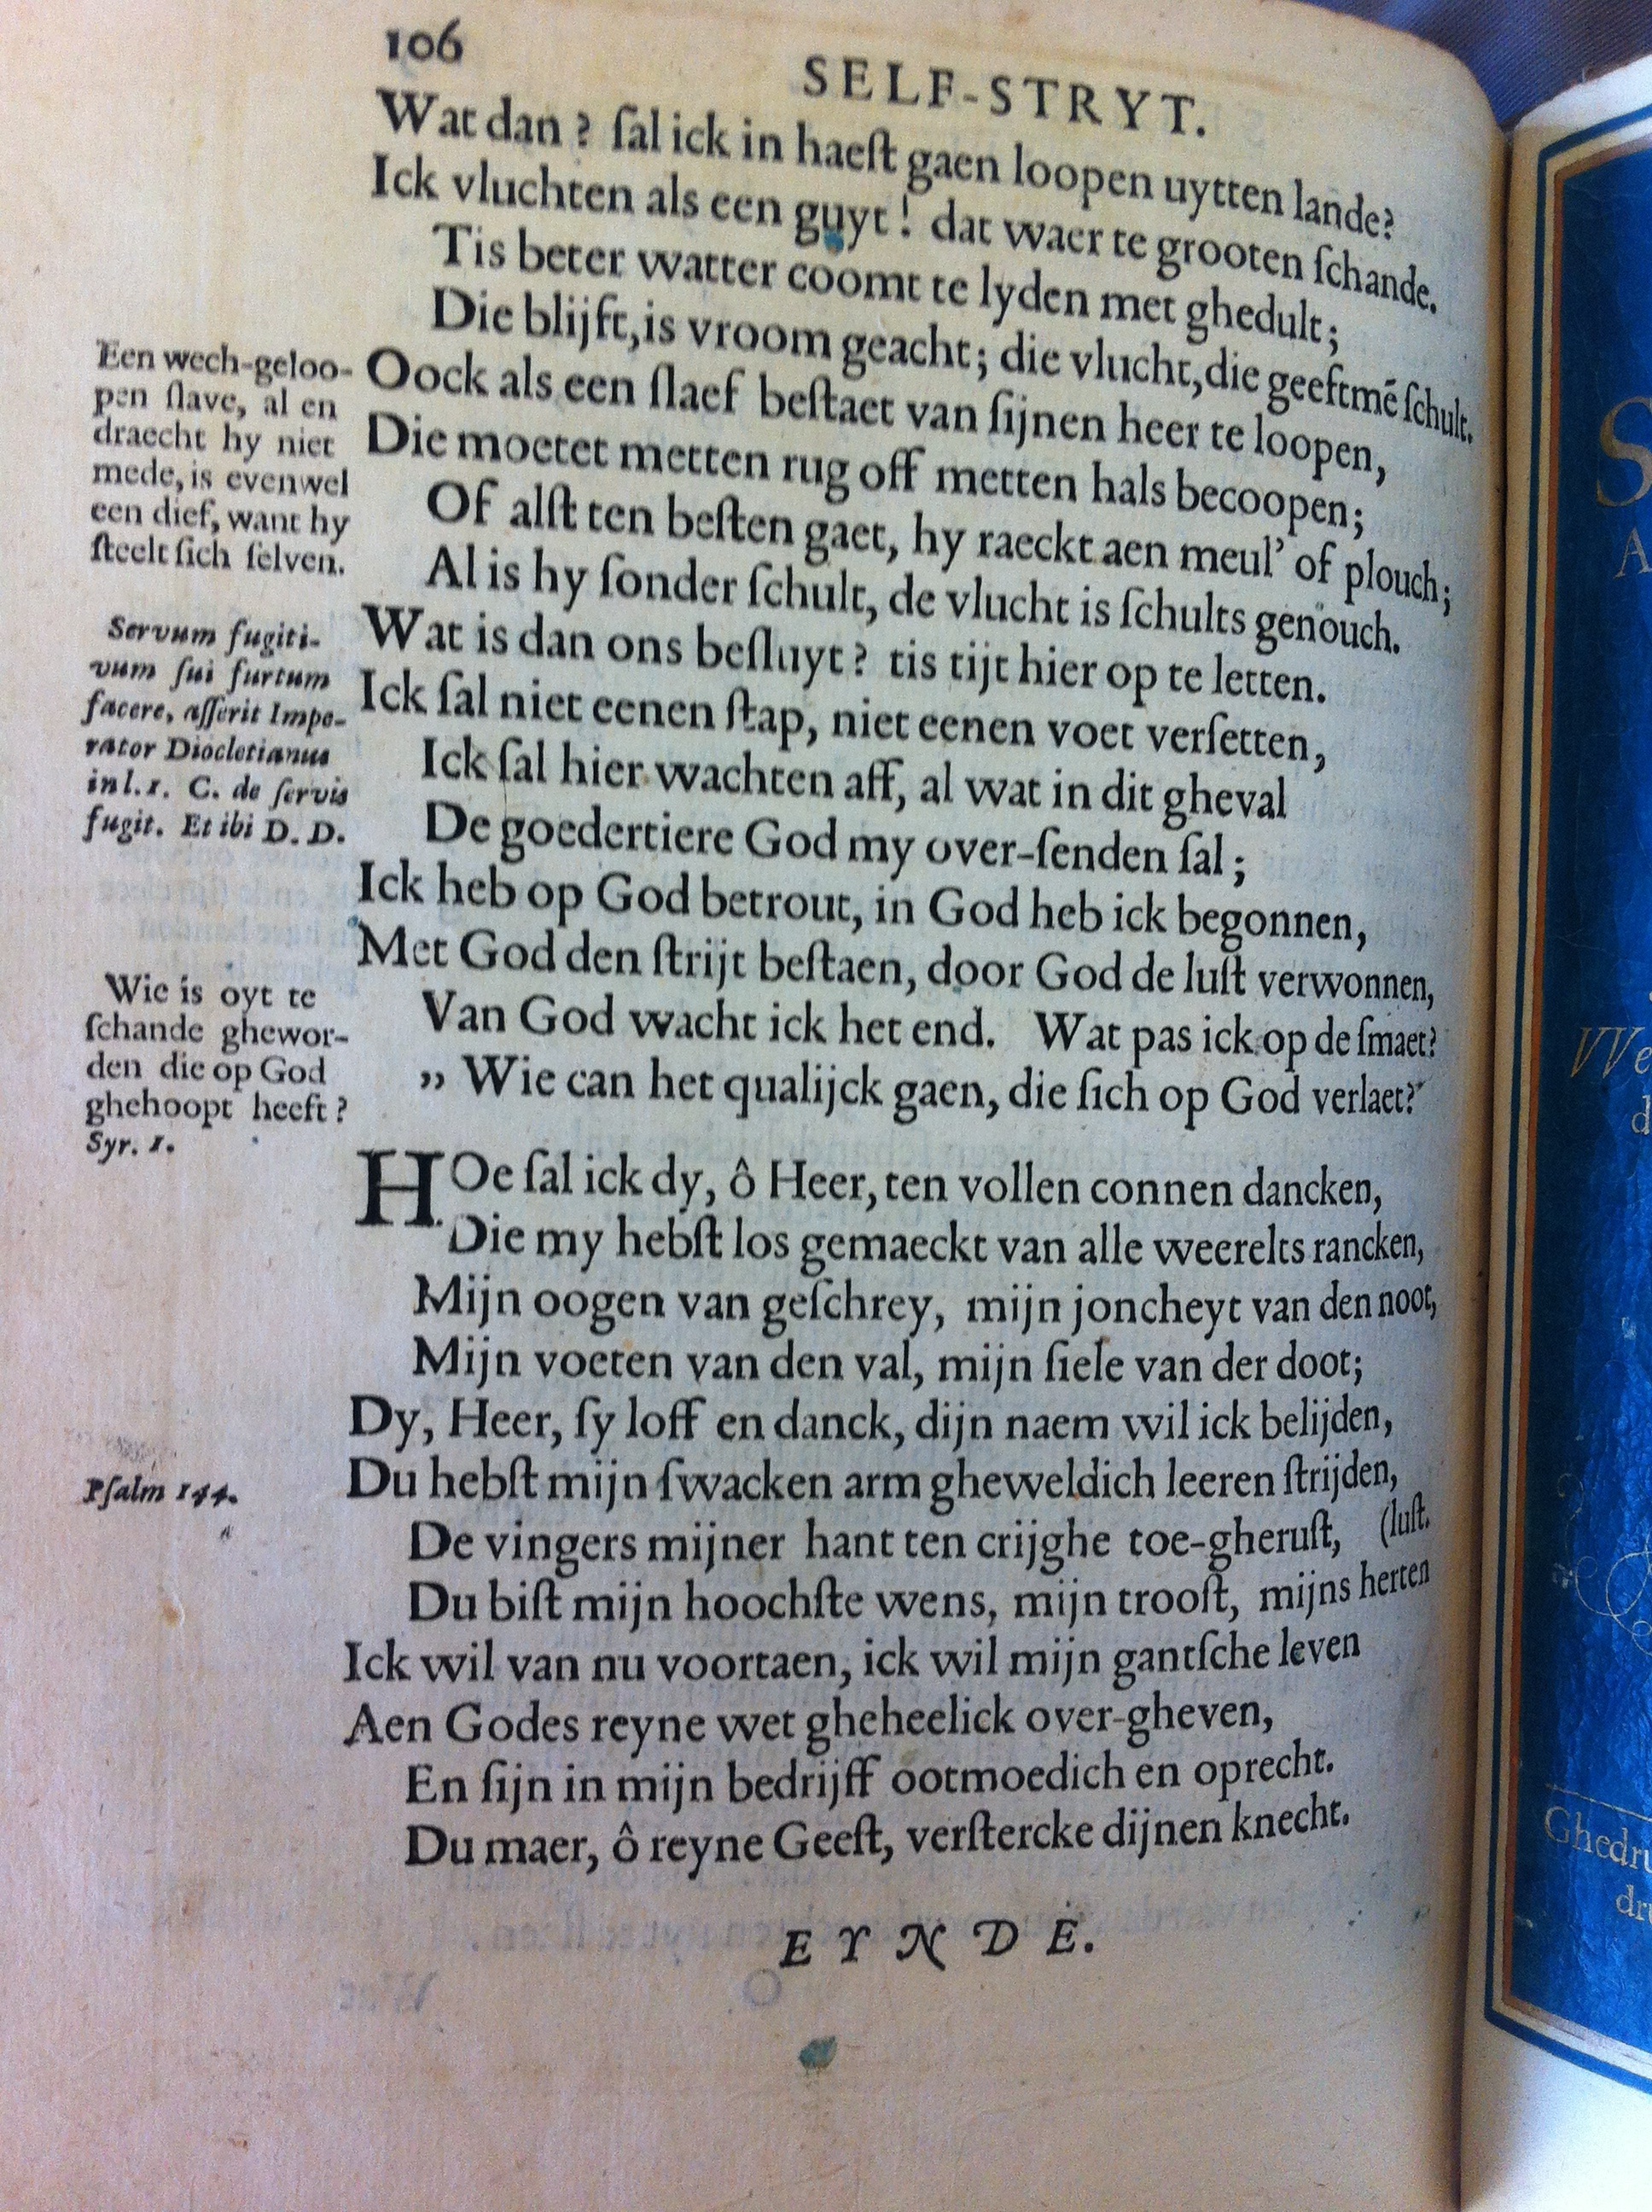 106
SELF-STRYT.
Wat dan? ſal ick in haeſt gaen loopen uytten lande?
Ick vluchten als een guyt! dat waer te grooten ſchande.
Tis beter watter coomt te lyden met ghedult;
Die blijft, is vroom geacht; die vlucht, die geeftmē ſchult.
Oock als een ſlaef beſtaet van ſijnen heer te loopen,
Die moetet metten rug off metten hals becoopen;
Of alſt ten beſten gaet, hy raeckt aen meul' of plouch;
Al is hy ſonder ſchult, de vlucht is ſchults genouch.
Wat is dan ons beſluyt? tis tijt hier op te letten.
Ick ſal niet eenen ſtap, niet eenen voet verſetten,
Ick ſal hier wachten aff, al wat in dit gheval
De goedertiere God my over-ſenden ſal;
Ick heb op God betrout, in God heb ick begonnen,
Met God den ſtrijt beſtaen, door God de luſt verwonnen,
Van God wacht ick het end. Wat pas ick op de ſmaet?
„ Wie can het qualijck gaen, die ſich op God verlaet?
Een wech-geloo-
pen ſlave, al en
draecht hy niet
mede, is evenwel
een dief, want hy
ſteelt ſich ſelven.
Servum fugiti-
vum ſui furtum
facere, aſſerit Impe-
rator Diocletianus
in l. 1. C. de ſervis
fugit. Et ibi D. D.
Wie is oyt te
ſchande ghewor-
den die op God
ghehoopt heeft?
Syr. 1.
HOe ſal ick dy, ô Heer, ten vollen connen dancken,
Die my hebſt los gemaeckt van alle weerelts rancken,
Mijn oogen van geſchrey, mijn joncheyt van den noot,
Mijn voeten van den val, mijn ſiele van der doot;
Dy, Heer, ſy loff en danck, dijn naem wil ick belijden,
Du hebſt mijn ſwacken arm gheweldich leeren ſtrijden,
De vingers mijner hant ten crijghe toe-gheruſt, (luſt.
Du biſt mijn hoochſte wens, mijn trooſt, mijns herten
Ick wil van nu voortaen, ick wil mijn gantſche leven
Aen Godes reyne wet gheheelick over-gheven,
En ſijn in mijn bedrijff ootmoedich en oprecht.
Du maer, ô reyne Geeſt, verſtercke dijnen knecht.
Pſalm 144.
EYNDE.
S
A
VVe
d
Ghedru
dru